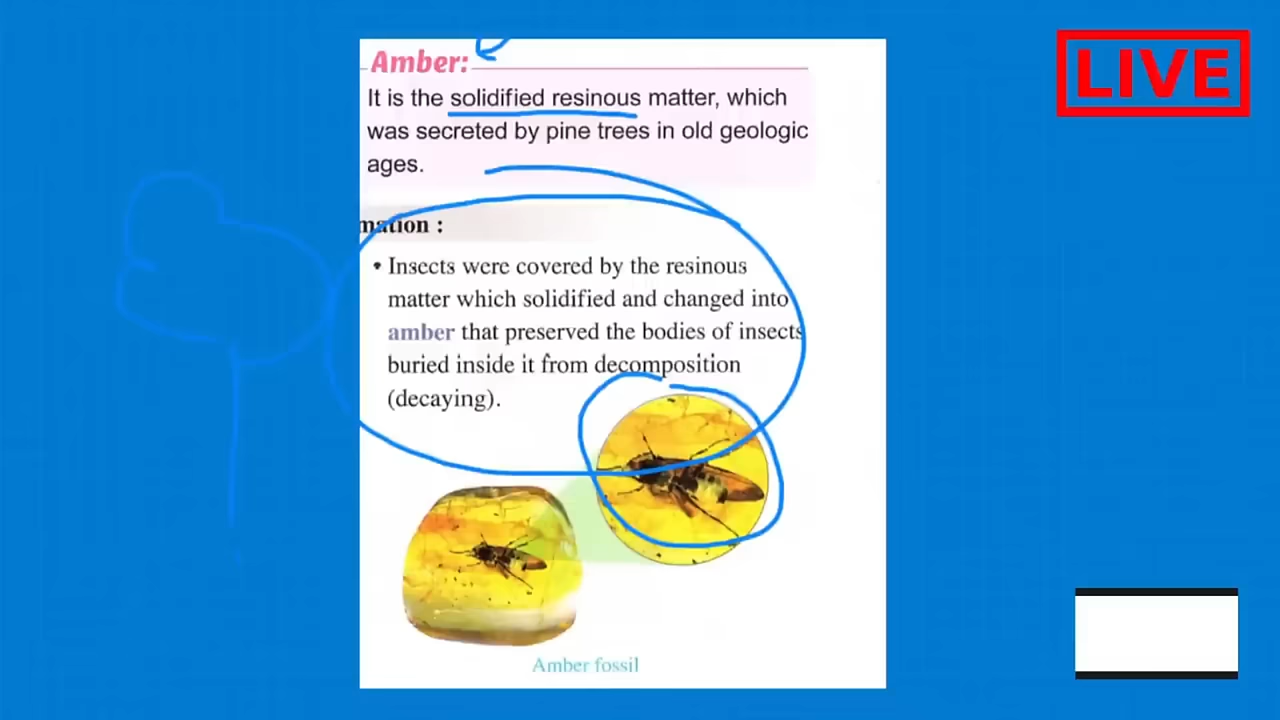 LIVE
Amber:
It is the solidified resinous matter, which
was secreted by pine trees in old geologic
ages.
mation :
• Insects were covered by the resinous
matter which solidified and changed into
amber that preserved the bodies of insects
buried inside it from decomposition
(decaying).
Amber fossil